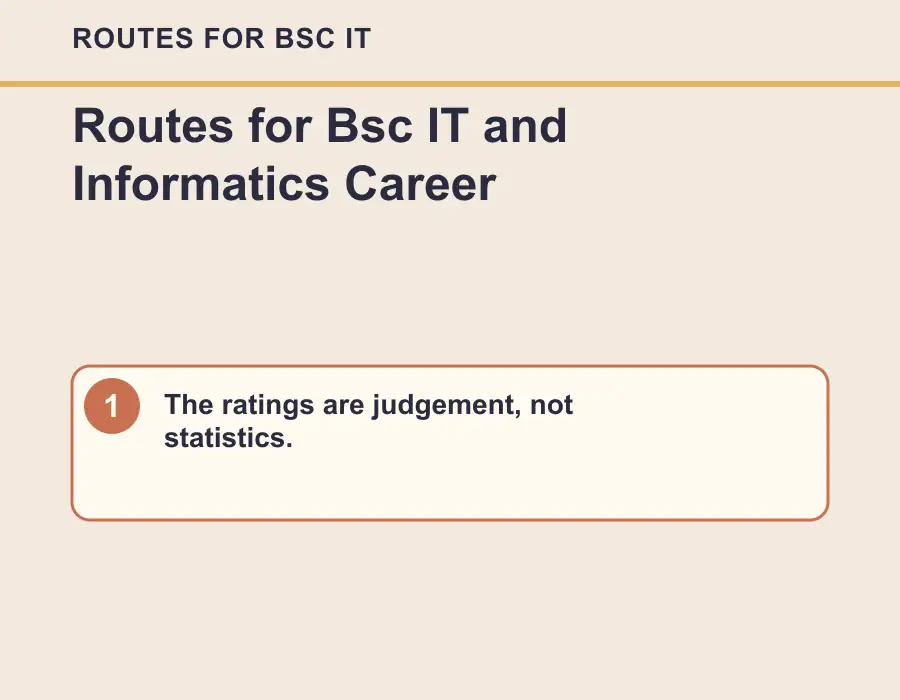 ROUTES FOR BSC IT
Routes for Bsc IT and
Informatics Career
1
The ratings are judgement, not
statistics.